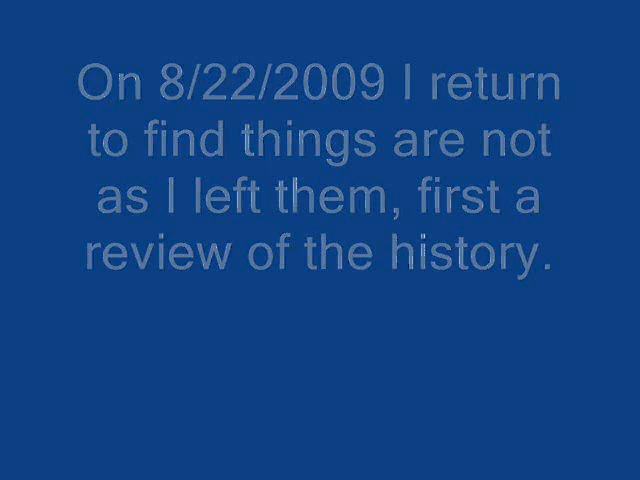 On 8/22/2009 I return
to find things are not
as I left them, first a
review of the history.